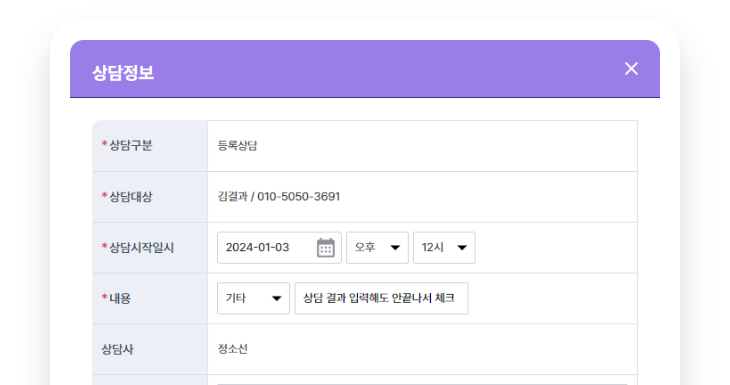 상담정보
*상담구분 등록상담
*상담대상 김결과 / 010-5050-3691
*상담시작일시 2024-01-03 오후 12시
*내용 기타 상담 결과 입력해도 안끝나서 체크
상담사 정소선